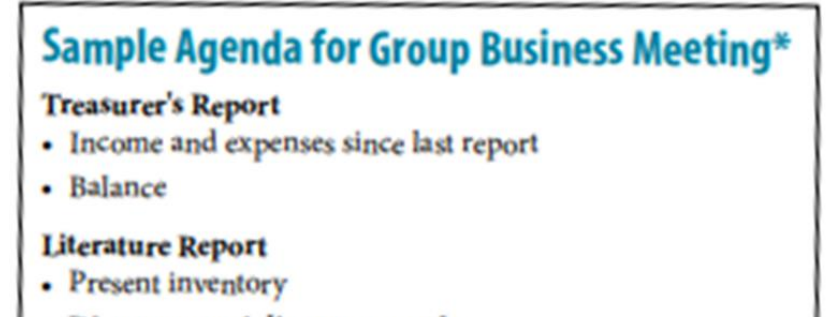 Sample Agenda for Group Business Meeting*
Treasurer's Report
• Income and expenses since last report
• Balance
Literature Report
• Present inventory